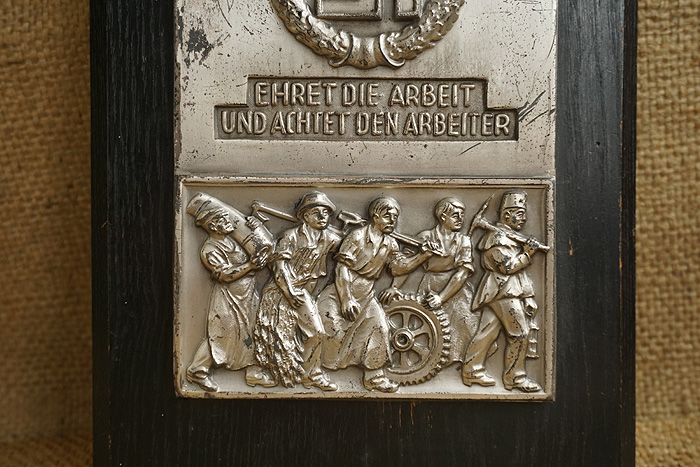 EHRET DIE ARBEIT
UND ACHTET DEN ARBEITER